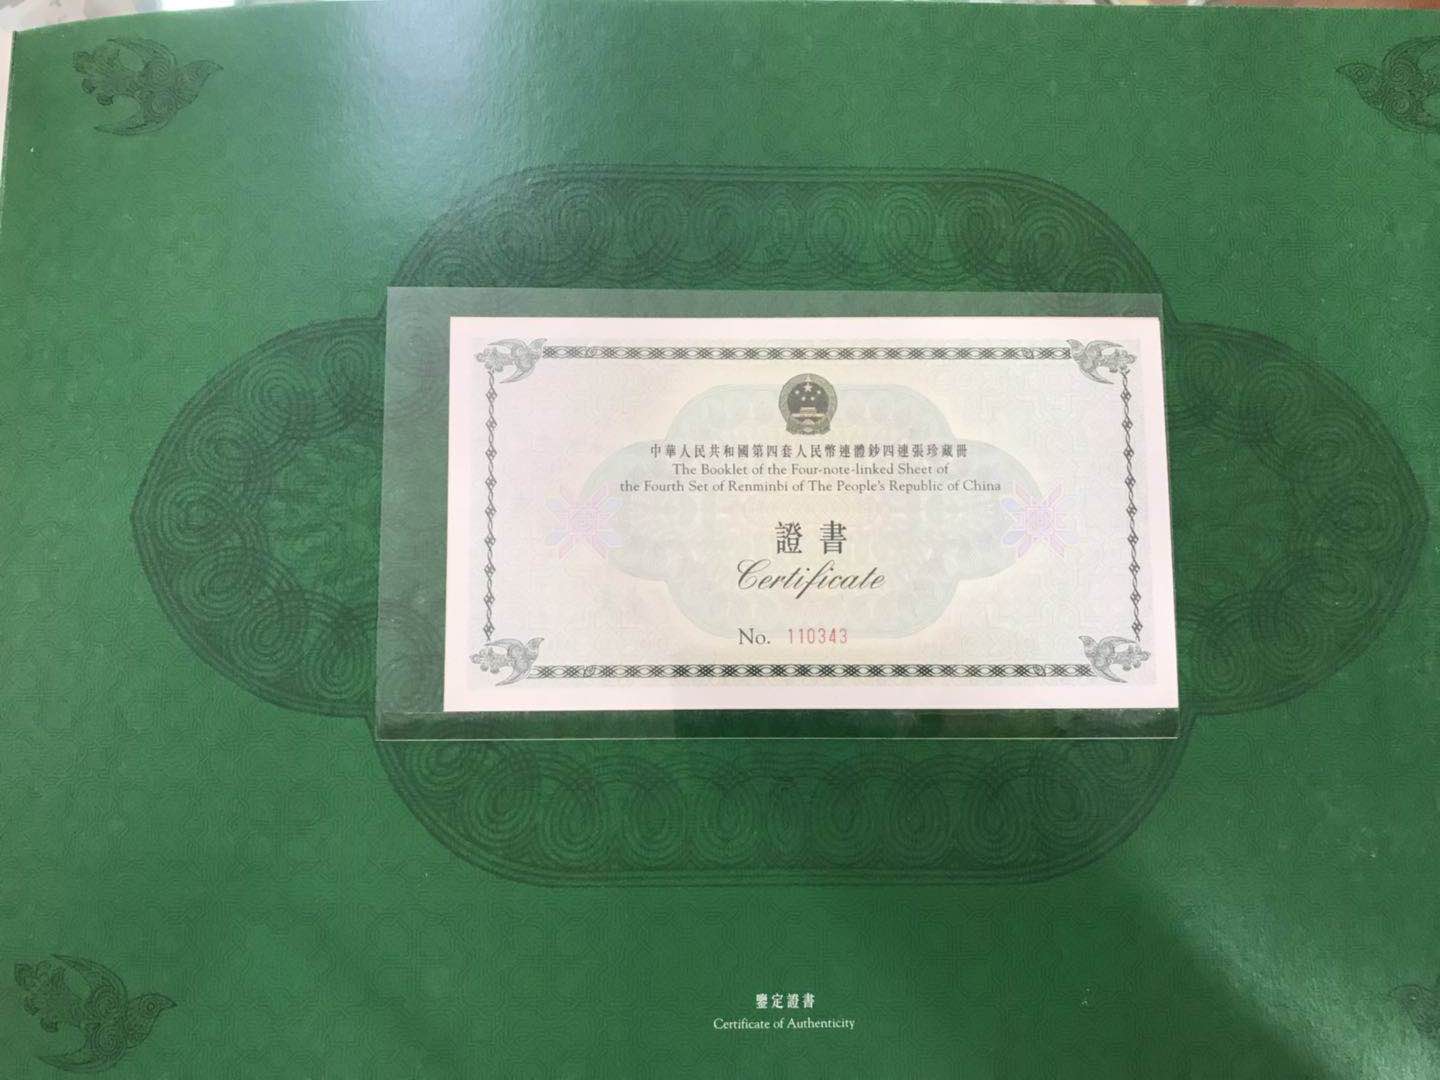 中華人民共和國第四套人民幣連體鈔四連張珍藏冊
The Booklet of the Four-note-linked Sheet of
the Fourth Set of Renminbi of The People's Republic of China
證書
Certificate
No. 110343
鑒定證書
Certificate of Authenticity